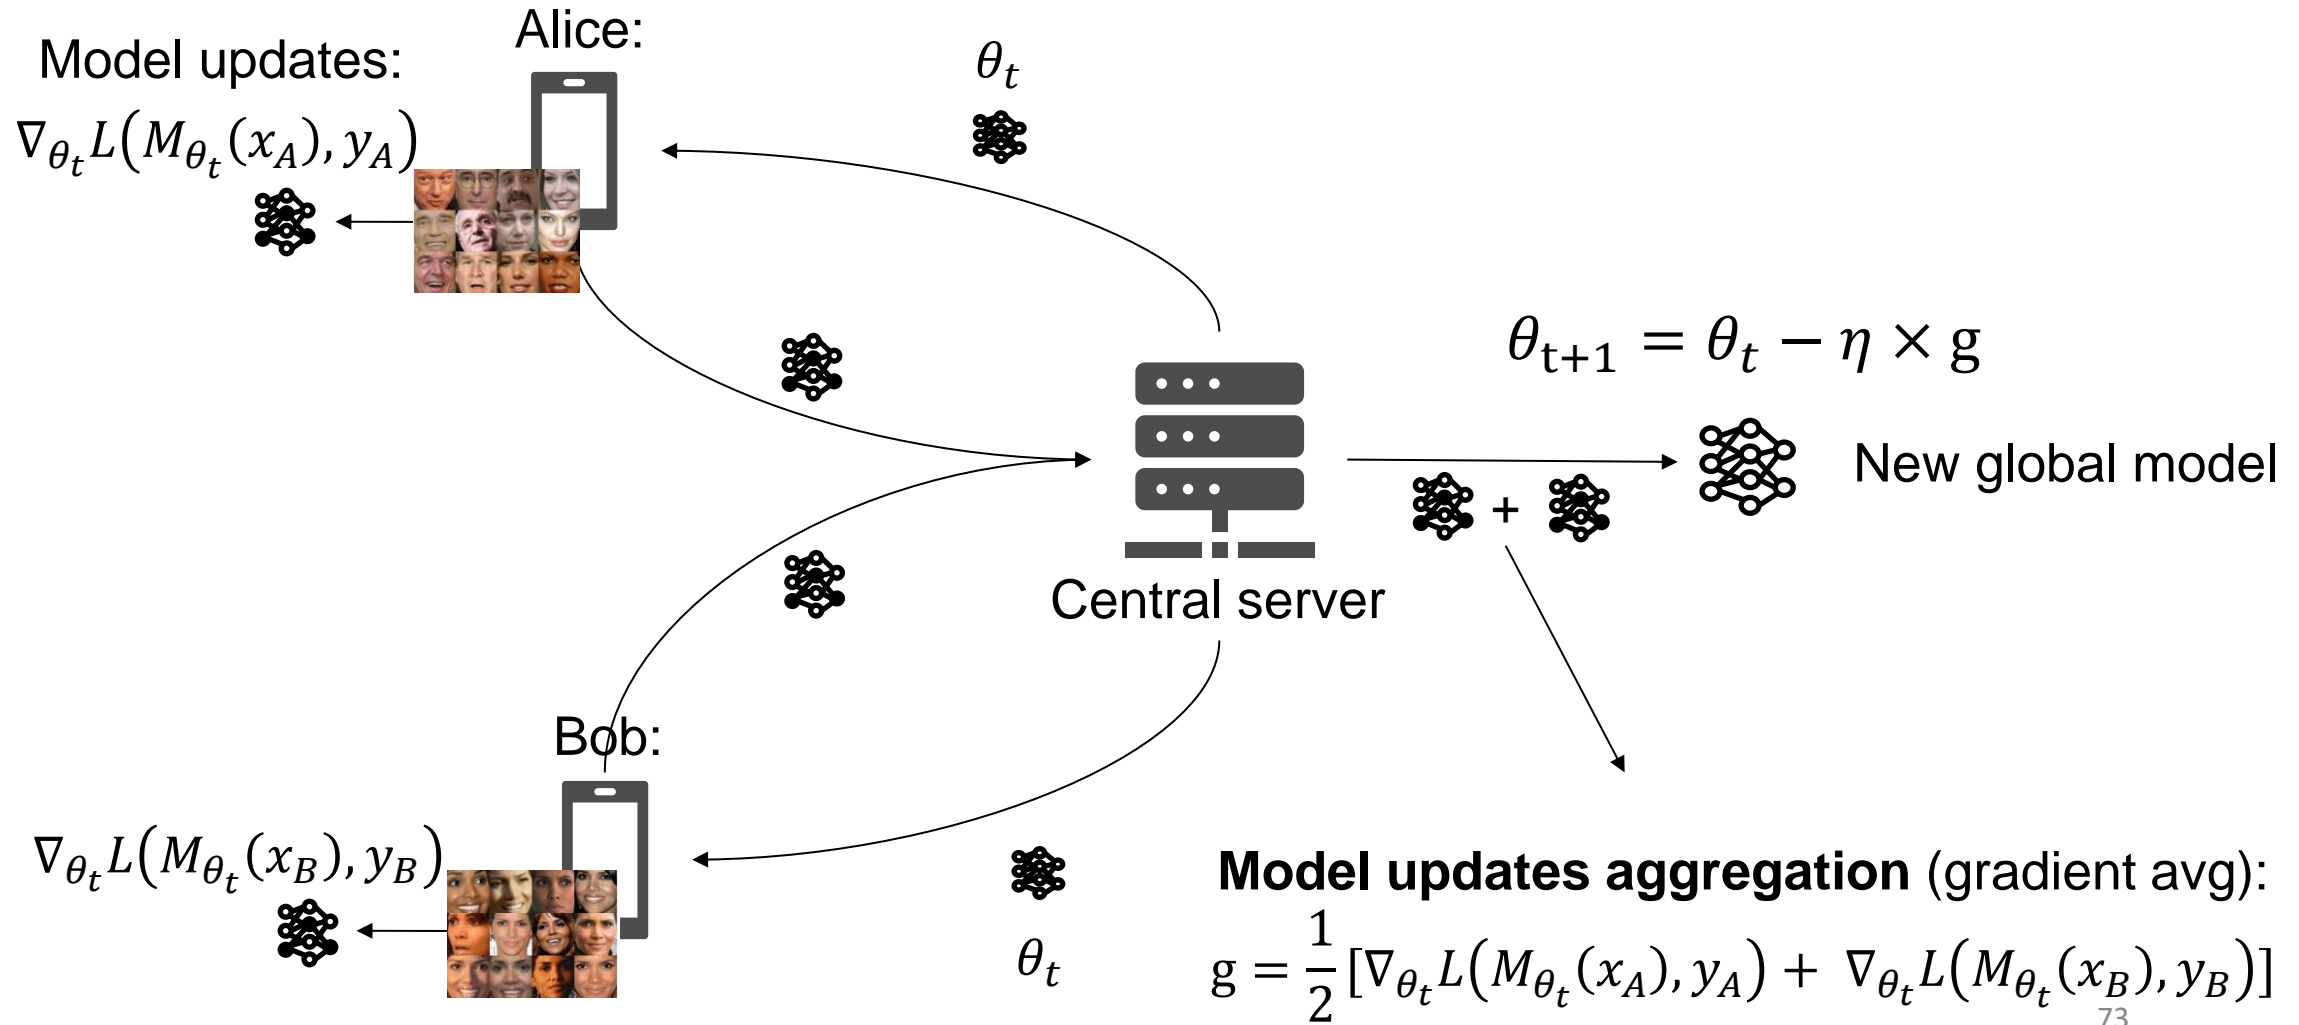 Alice:
Model updates:
∇_{θ_t} L(M_{θ_t}(x_A), y_A)
θ_t
θ_{t+1} = θ_t − η × g
New global model
+
Central server
Bob:
∇_{θ_t} L(M_{θ_t}(x_B), y_B)
θ_t
Model updates aggregation (gradient avg):
g = 1/2 [∇_{θ_t} L(M_{θ_t}(x_A), y_A) + ∇_{θ_t} L(M_{θ_t}(x_B), y_B)]
73